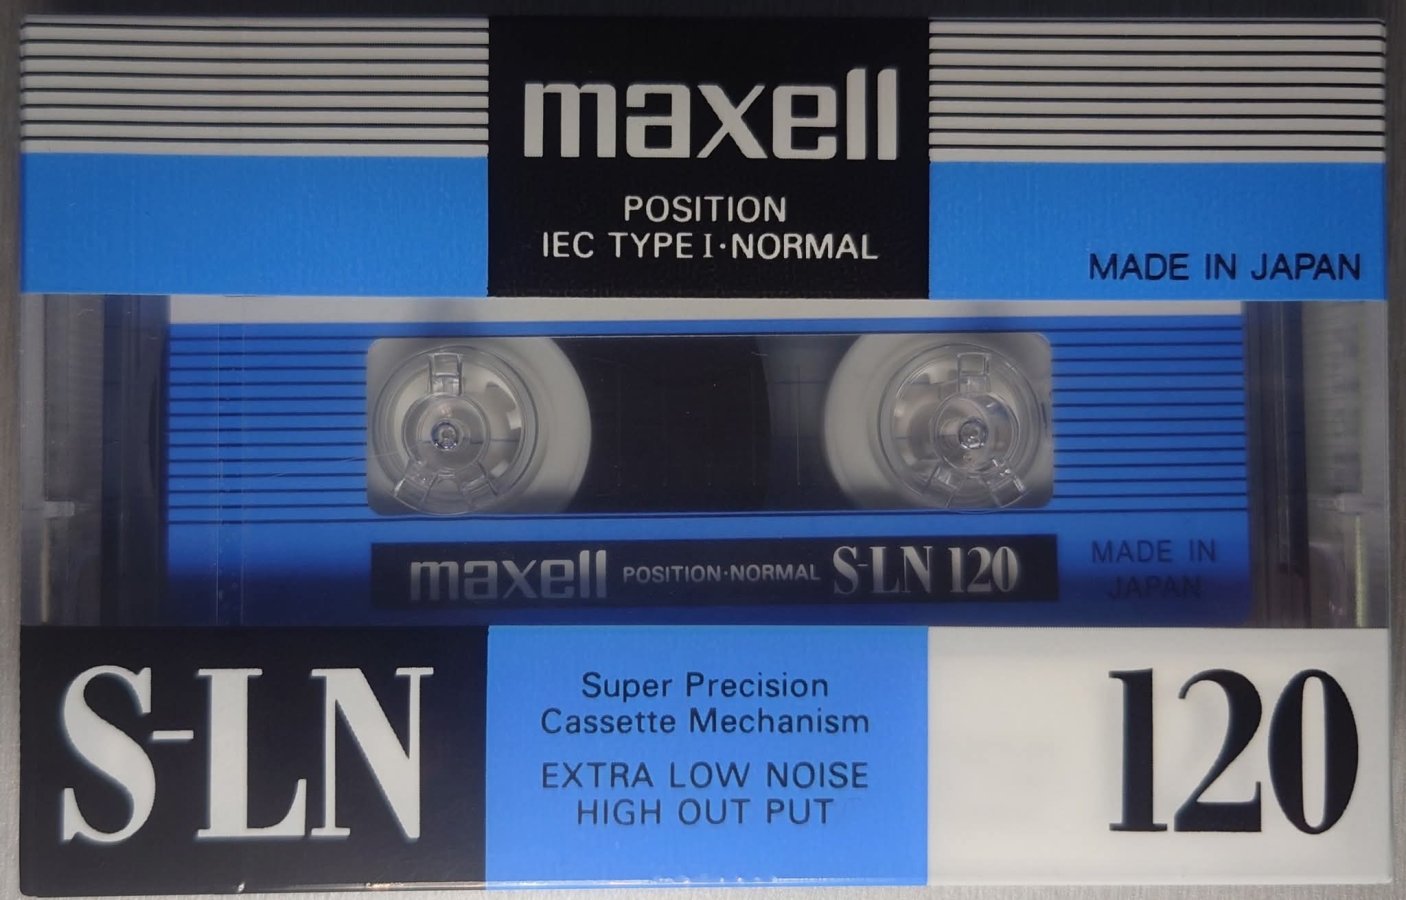 maxell
POSITION
IEC TYPE I·NORMAL
MADE IN JAPAN
maxell POSITION·NORMAL S-LN 120
MADE IN
JAPAN
S-LN
Super Precision
Cassette Mechanism
EXTRA LOW NOISE
HIGH OUT PUT
120